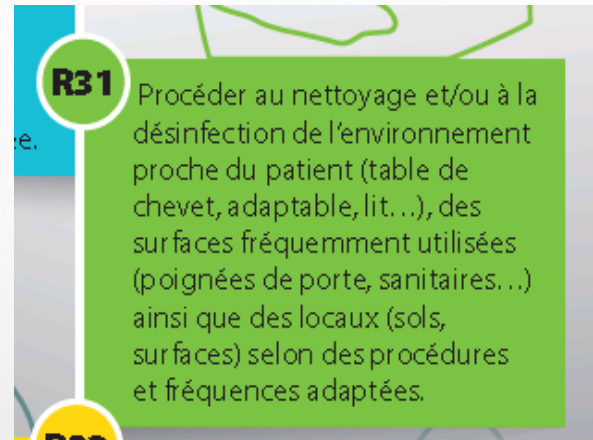 R31
Procéder au nettoyage et/ou à la
désinfection de l'environnement
proche du patient (table de
chevet, adaptable, lit...), des
surfaces fréquemment utilisées
(poignées de porte, sanitaires...)
ainsi que des locaux (sols,
surfaces) selon des procédures
et fréquences adaptées.